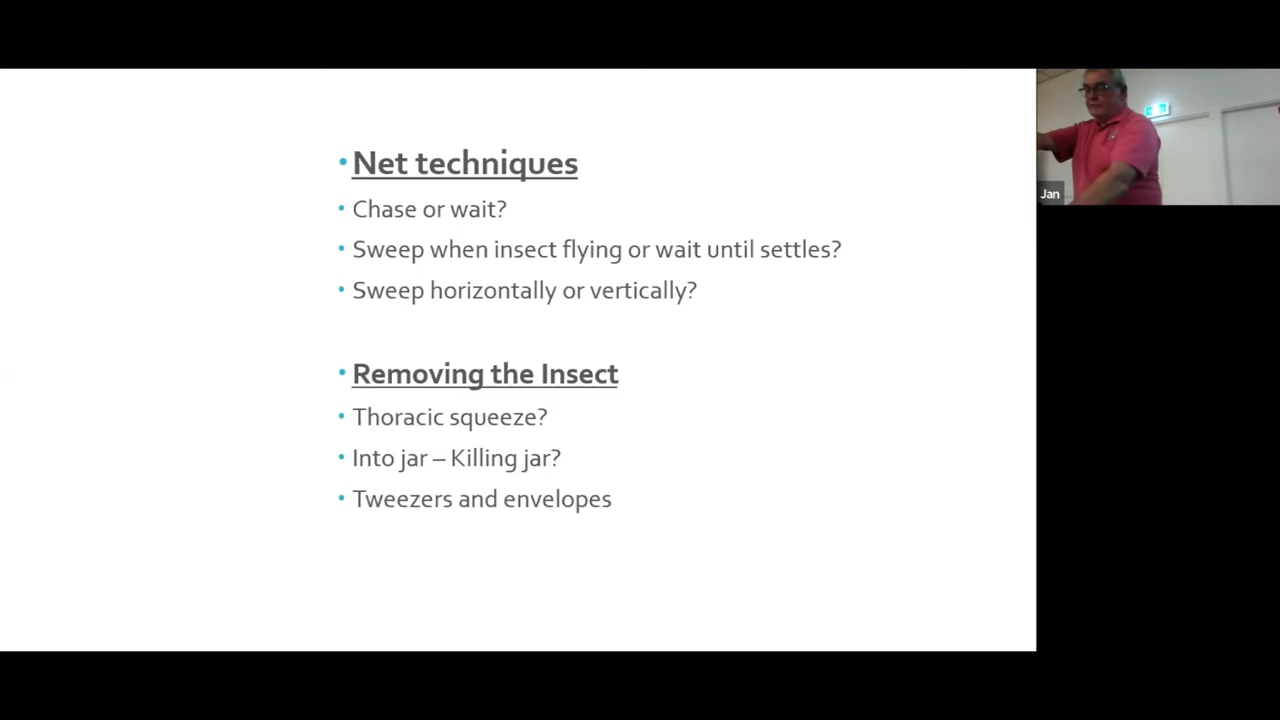 • Net techniques
• Chase or wait?
• Sweep when insect flying or wait until settles?
• Sweep horizontally or vertically?
• Removing the Insect
• Thoracic squeeze?
• Into jar – Killing jar?
• Tweezers and envelopes
Jan